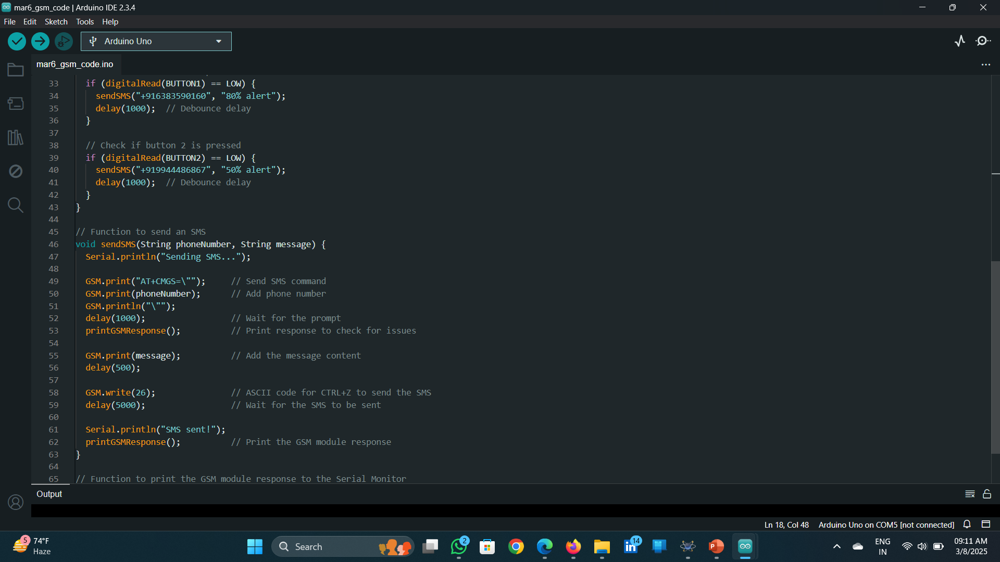 mar6_gsm_code | Arduino IDE 2.3.4
File Edit Sketch Tools Help
Arduino Uno
mar6_gsm_code.ino
33 if (digitalRead(BUTTON1) == LOW) {
34 sendSMS("+916383590160", "80% alert");
35 delay(1000); // Debounce delay
36 }
37
38 // Check if button 2 is pressed
39 if (digitalRead(BUTTON2) == LOW) {
40 sendSMS("+919944486867", "50% alert");
41 delay(1000); // Debounce delay
42 }
43 }
44
45 // Function to send an SMS
46 void sendSMS(String phoneNumber, String message) {
47 Serial.println("Sending SMS...");
48
49 GSM.print("AT+CMGS=\""); // Send SMS command
50 GSM.print(phoneNumber); // Add phone number
51 GSM.println("\"");
52 delay(1000); // Wait for the prompt
53 printGSMResponse(); // Print response to check for issues
54
55 GSM.print(message); // Add the message content
56 delay(500);
57
58 GSM.write(26); // ASCII code for CTRL+Z to send the SMS
59 delay(5000); // Wait for the SMS to be sent
60
61 Serial.println("SMS sent!");
62 printGSMResponse(); // Print the GSM module response
63 }
64
65 // Function to print the GSM module response to the Serial Monitor
Output
Ln 18, Col 48 Arduino Uno on COM5 [not connected]
5 74°F
Haze
Search
2
14
ENG
IN
09:11 AM
3/8/2025